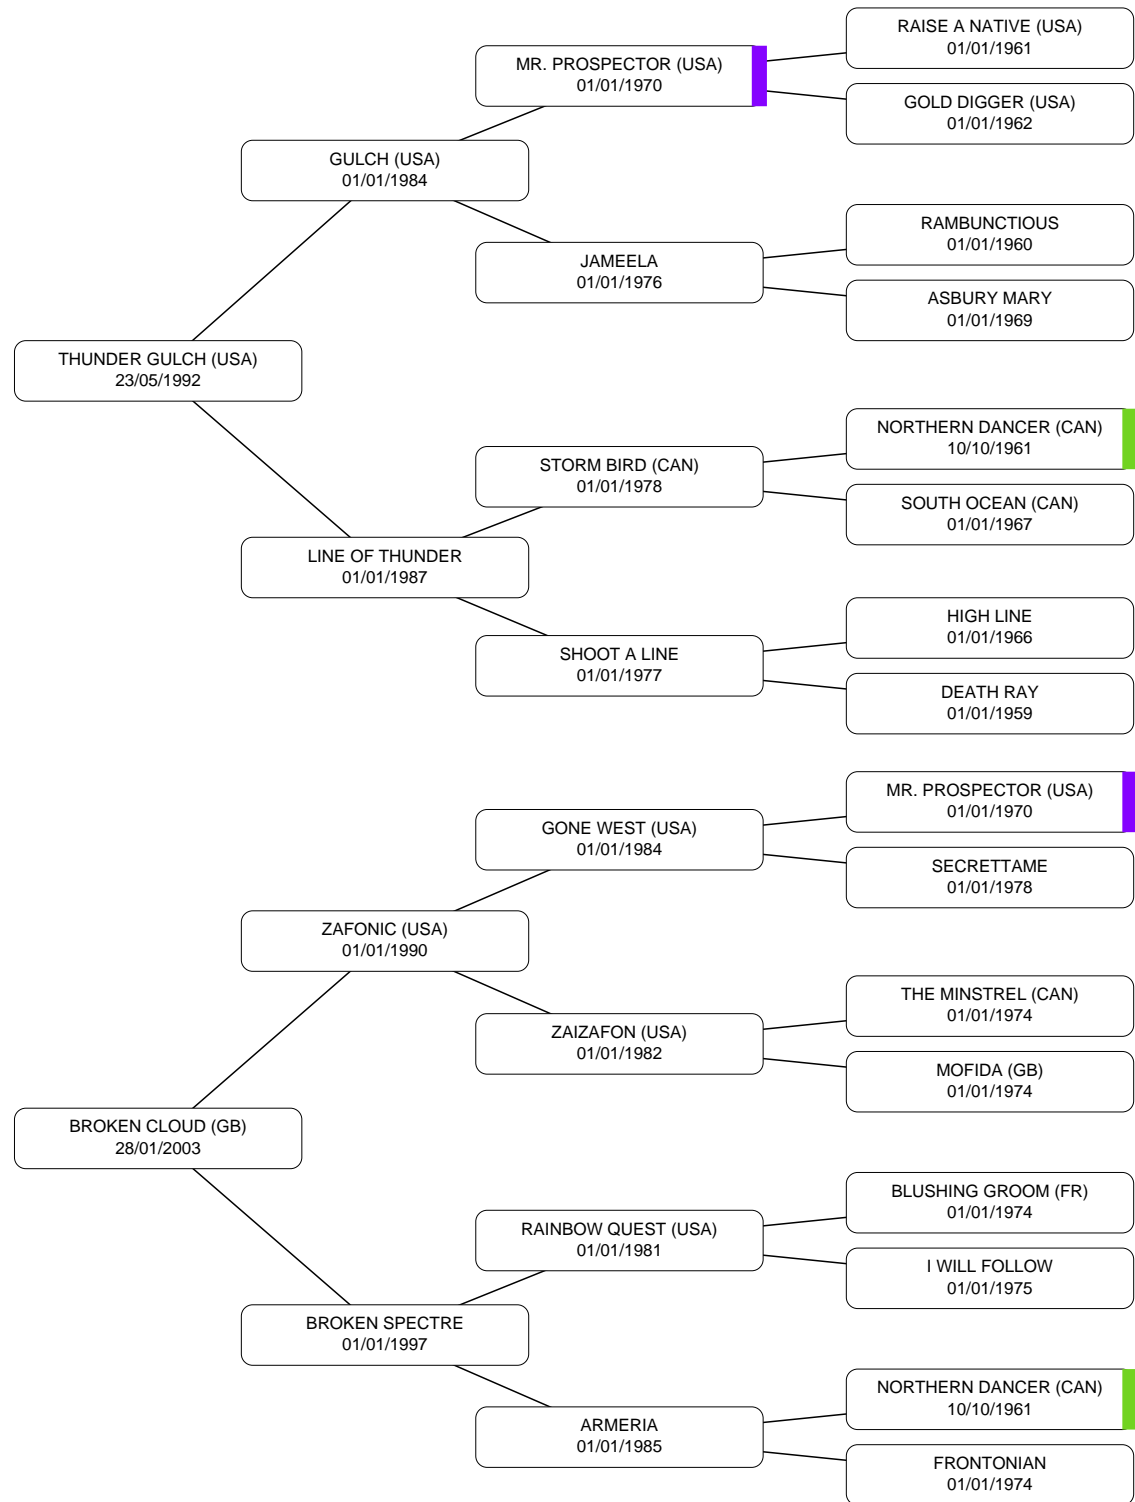 RAISE A NATIVE (USA)
01/01/1961
MR. PROSPECTOR (USA)
01/01/1970
GOLD DIGGER (USA)
01/01/1962
GULCH (USA)
01/01/1984
RAMBUNCTIOUS
01/01/1960
JAMEELA
01/01/1976
ASBURY MARY
01/01/1969
THUNDER GULCH (USA)
23/05/1992
NORTHERN DANCER (CAN)
10/10/1961
STORM BIRD (CAN)
01/01/1978
SOUTH OCEAN (CAN)
01/01/1967
LINE OF THUNDER
01/01/1987
HIGH LINE
01/01/1966
SHOOT A LINE
01/01/1977
DEATH RAY
01/01/1959
MR. PROSPECTOR (USA)
01/01/1970
GONE WEST (USA)
01/01/1984
SECRETTAME
01/01/1978
ZAFONIC (USA)
01/01/1990
THE MINSTREL (CAN)
01/01/1974
ZAIZAFON (USA)
01/01/1982
MOFIDA (GB)
01/01/1974
BROKEN CLOUD (GB)
28/01/2003
BLUSHING GROOM (FR)
01/01/1974
RAINBOW QUEST (USA)
01/01/1981
I WILL FOLLOW
01/01/1975
BROKEN SPECTRE
01/01/1997
NORTHERN DANCER (CAN)
10/10/1961
ARMERIA
01/01/1985
FRONTONIAN
01/01/1974